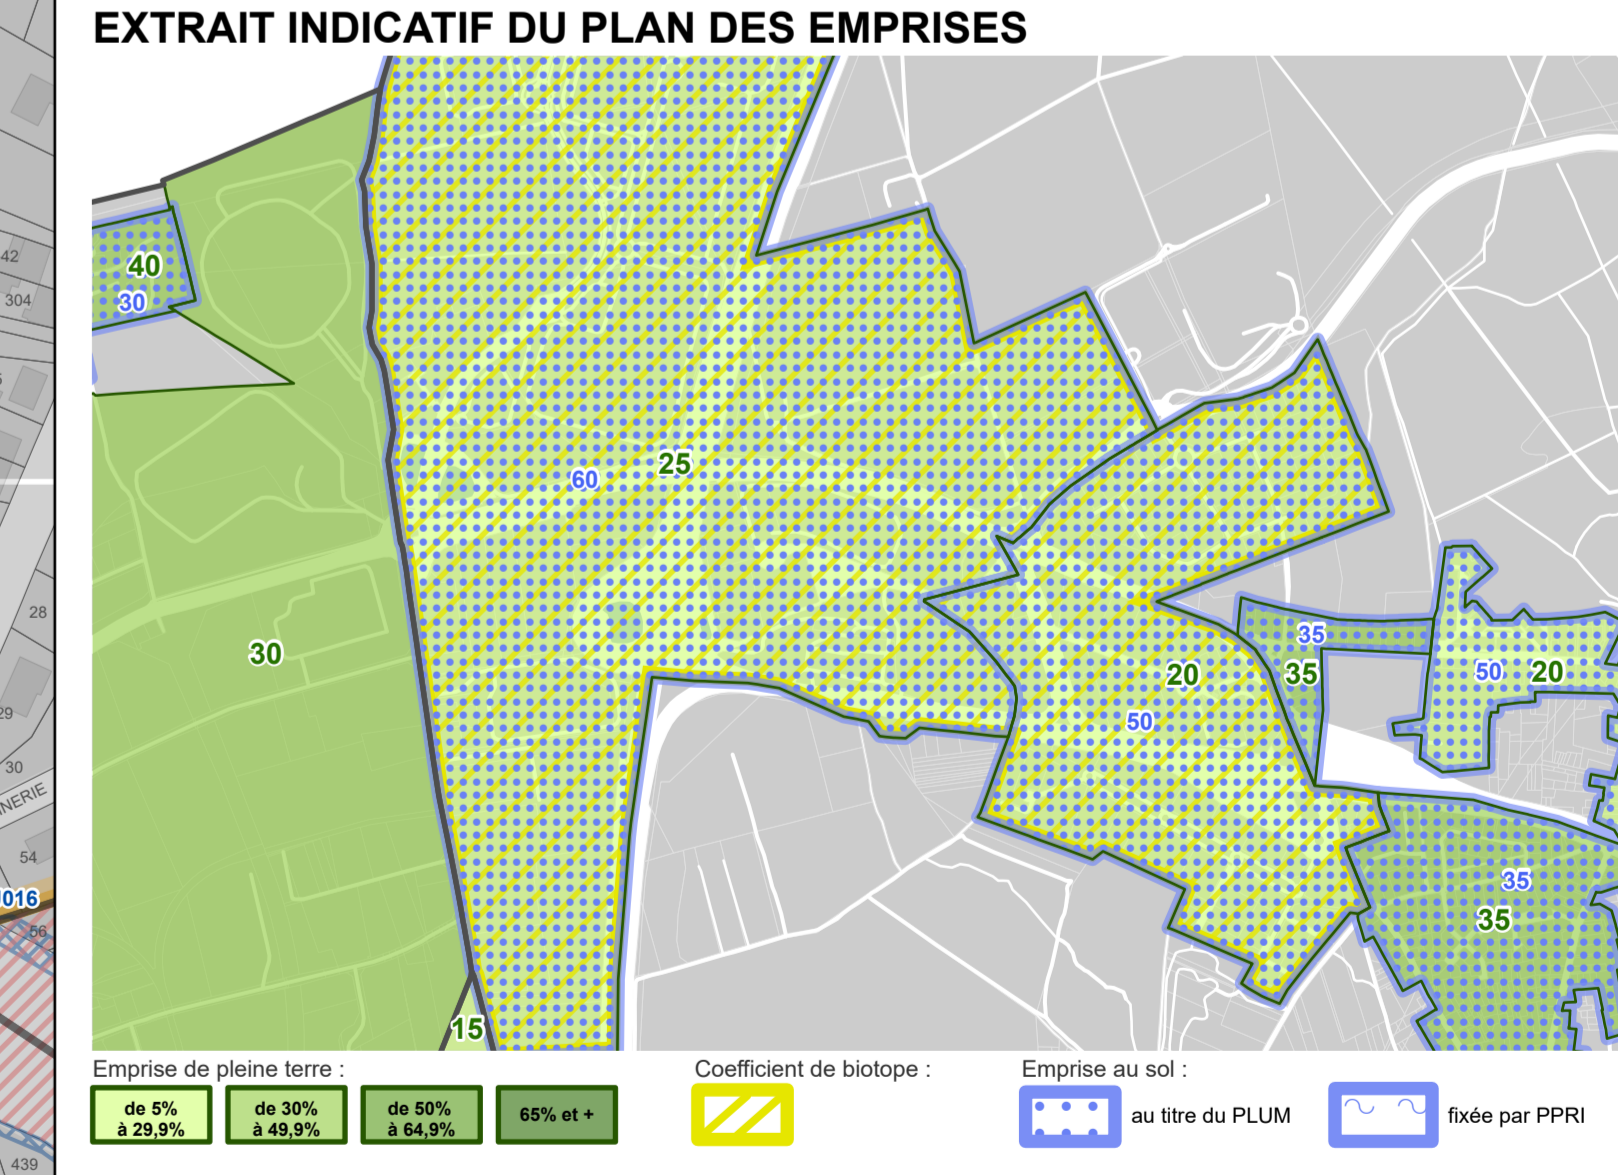 EXTRAIT INDICATIF DU PLAN DES EMPRISES
42
40
304
30
25
60
28
35
30
35
50
20
20
29
50
30
NERIE
54
35
J016
35
56
15
439
Emprise de pleine terre :
Coefficient de biotope :
Emprise au sol :
de 5%
à 29,9%
de 30%
à 49,9%
de 50%
à 64,9%
65% et +
au titre du PLUM
fixée par PPRI